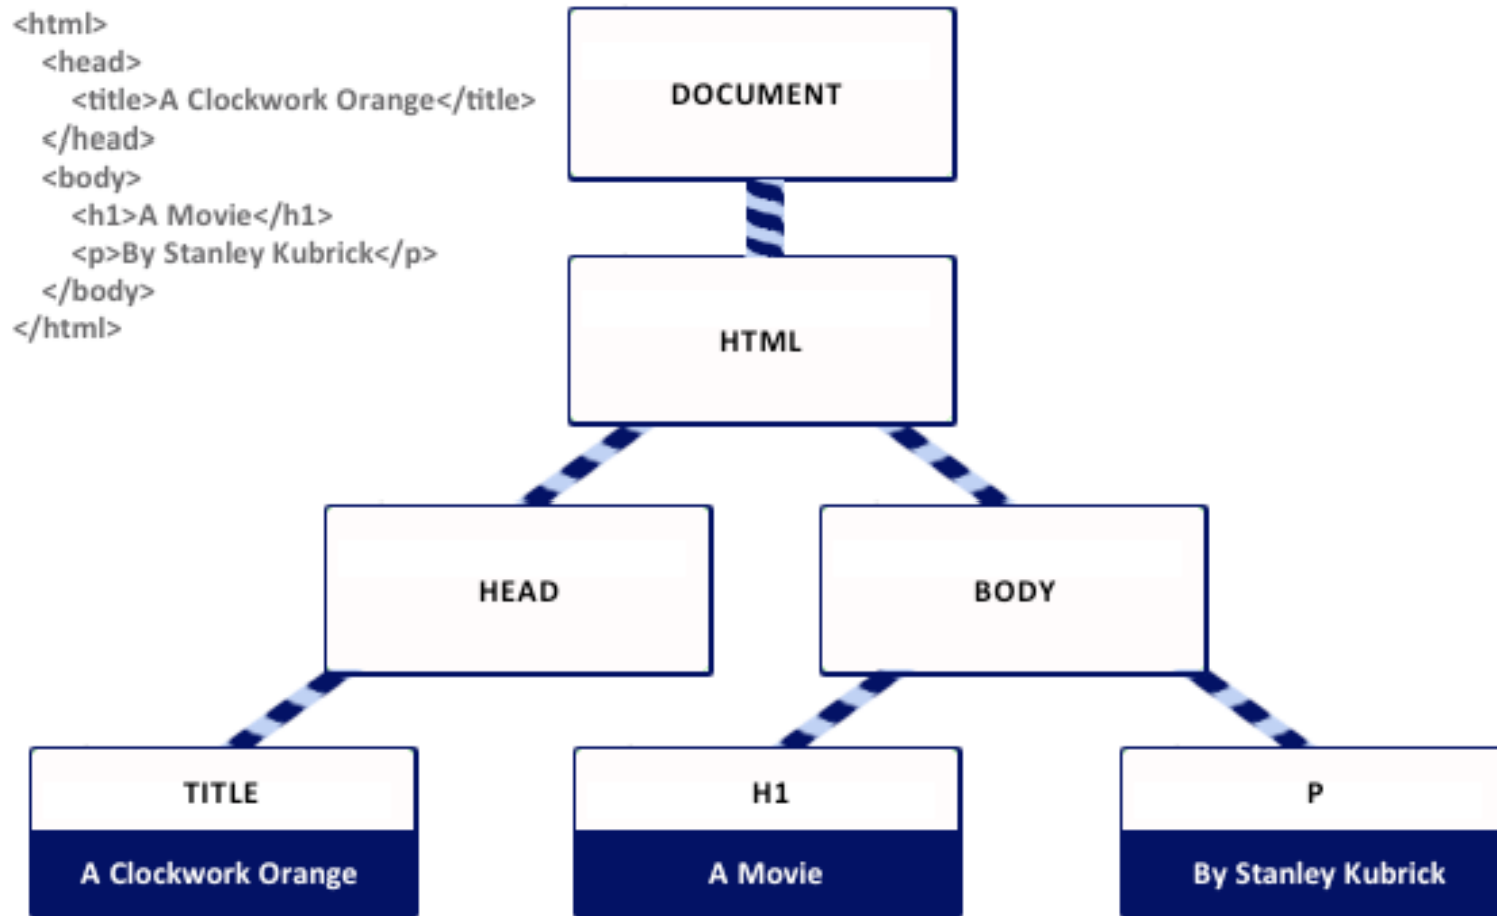 <html>
<head>
<title>A Clockwork Orange</title>
</head>
<body>
<h1>A Movie</h1>
<p>By Stanley Kubrick</p>
</body>
</html>
DOCUMENT
HTML
HEAD
BODY
TITLE
A Clockwork Orange
H1
A Movie
P
By Stanley Kubrick